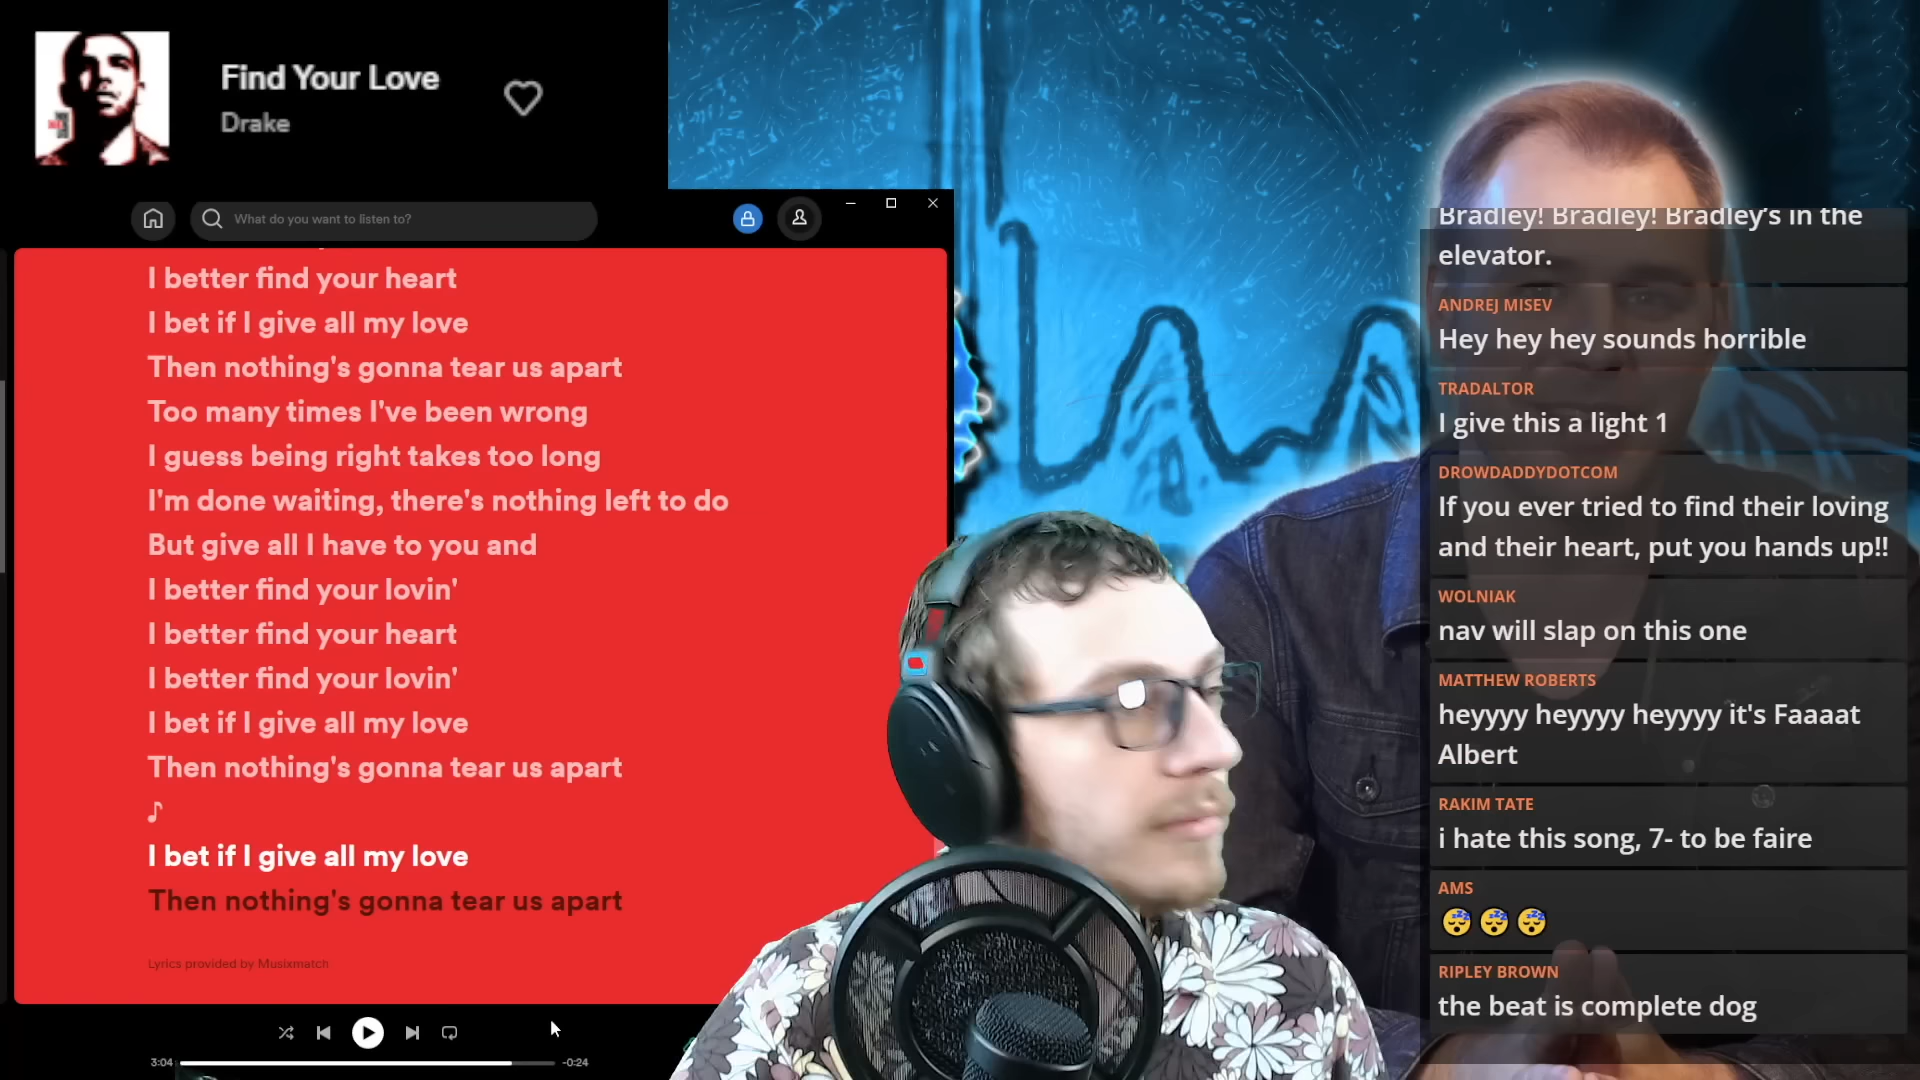 Find Your Love
Drake
What do you want to listen to?
I better find your heart
I bet if I give all my love
Then nothing's gonna tear us apart
Too many times I've been wrong
I guess being right takes too long
I'm done waiting, there's nothing left to do
But give all I have to you and
I better find your lovin'
I better find your heart
I better find your lovin'
I bet if I give all my love
Then nothing's gonna tear us apart
♪
I bet if I give all my love
Then nothing's gonna tear us apart
Lyrics provided by Musixmatch
3:04
-0:24
Bradley! Bradley! Bradley's in the
elevator.
ANDREJ MISEV
Hey hey hey sounds horrible
TRADALTOR
I give this a light 1
DROWDADDYDOTCOM
If you ever tried to find their loving
and their heart, put you hands up!!
WOLNIAK
nav will slap on this one
MATTHEW ROBERTS
heyyyy heyyyy heyyyy it's Faaaat
Albert
RAKIM TATE
i hate this song, 7- to be faire
AMS
😴😴😴
RIPLEY BROWN
the beat is complete dog